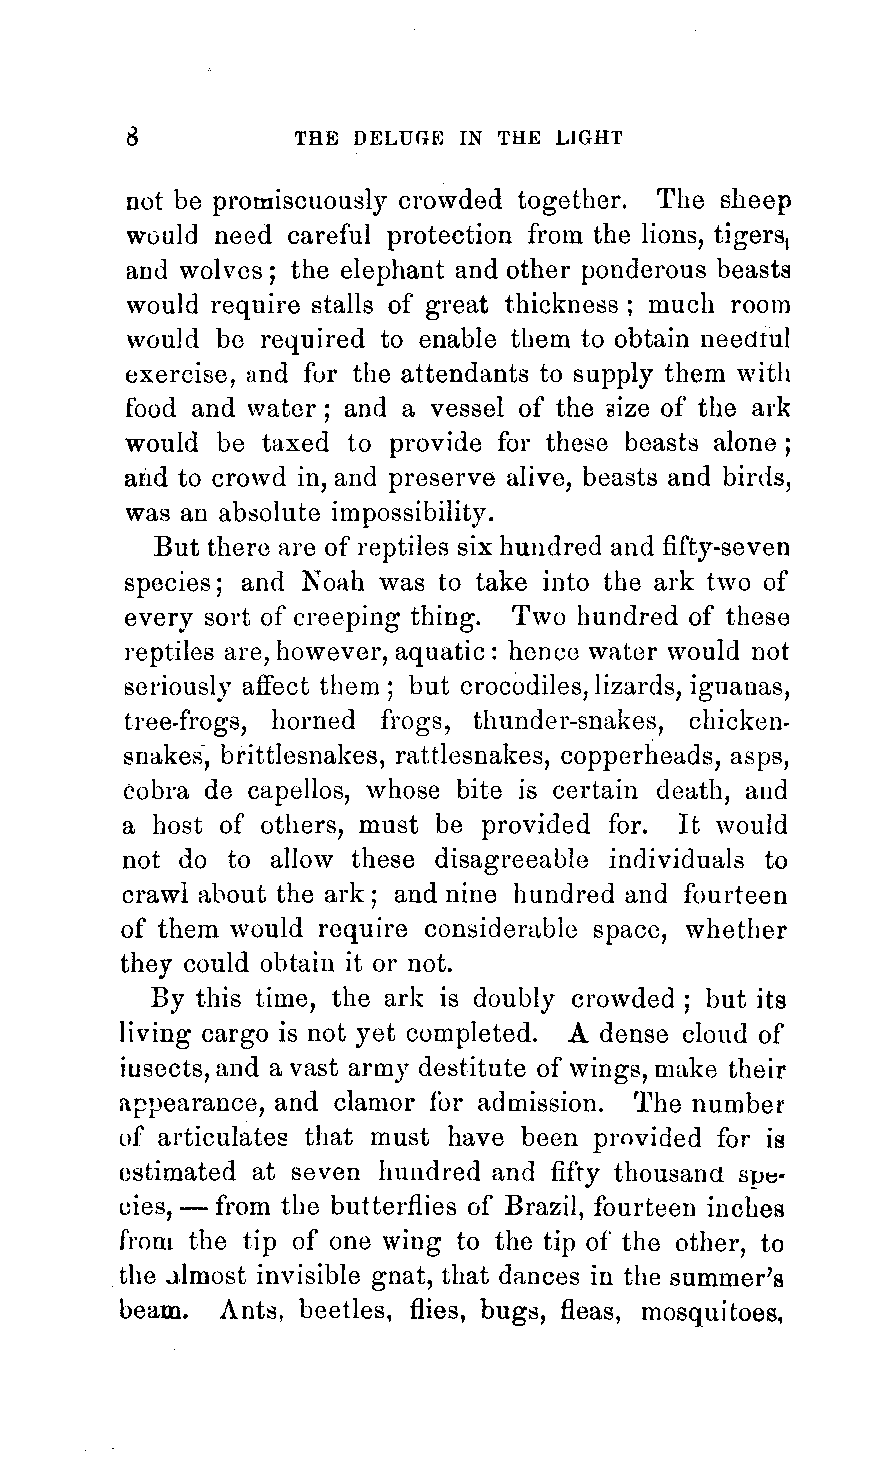 8 THE DELUGE IN THE LIGHT
not be promiscuously crowded together. The sheep
would need careful protection from the lions, tigers,
and wolves; the elephant and other ponderous beasts
would require stalls of great thickness; much room
would be required to enable them to obtain needful
exercise, and for the attendants to supply them with
food and water; and a vessel of the size of the ark
would be taxed to provide for these beasts alone;
and to crowd in, and preserve alive, beasts and birds,
was an absolute impossibility.
But there are of reptiles six hundred and fifty-seven
species; and Noah was to take into the ark two of
every sort of creeping thing. Two hundred of these
reptiles are, however, aquatic: hence water would not
seriously affect them; but crocodiles, lizards, iguanas,
tree-frogs, horned frogs, thunder-snakes, chicken-
snakes, brittlesnakes, rattlesnakes, copperheads, asps,
cobra de capellos, whose bite is certain death, and
a host of others, must be provided for. It would
not do to allow these disagreeable individuals to
crawl about the ark; and nine hundred and fourteen
of them would require considerable space, whether
they could obtain it or not.
By this time, the ark is doubly crowded; but its
living cargo is not yet completed. A dense cloud of
insects, and a vast army destitute of wings, make their
appearance, and clamor for admission. The number
of articulates that must have been provided for is
estimated at seven hundred and fifty thousand spe-
cies, — from the butterflies of Brazil, fourteen inches
from the tip of one wing to the tip of the other, to
the almost invisible gnat, that dances in the summer's
beam. Ants, beetles, flies, bugs, fleas, mosquitoes,